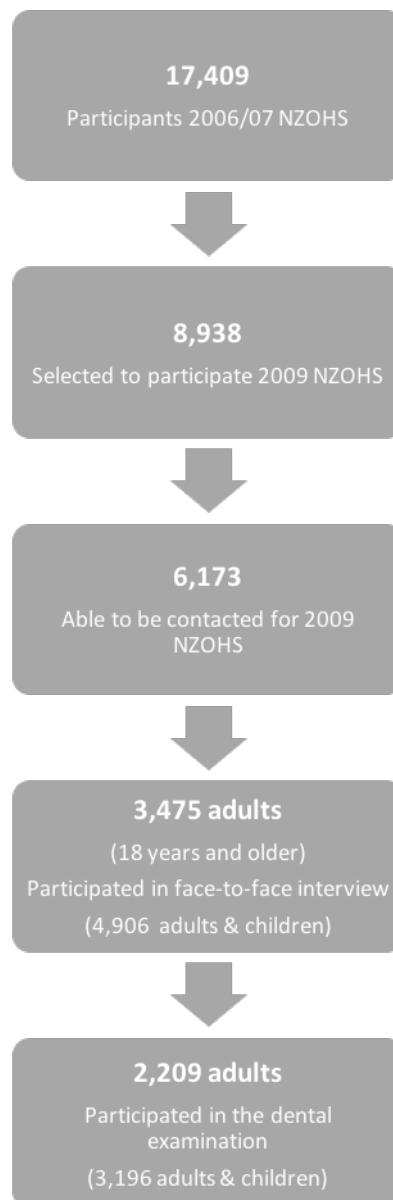 17,409
Participants 2006/07 NZOHS
8,938
Selected to participate 2009 NZOHS
6,173
Able to be contacted for 2009
NZOHS
3,475 adults
(18 years and older)
Participated in face-to-face interview
(4,906 adults & children)
2,209 adults
Participated in the dental
examination
(3,196 adults & children)